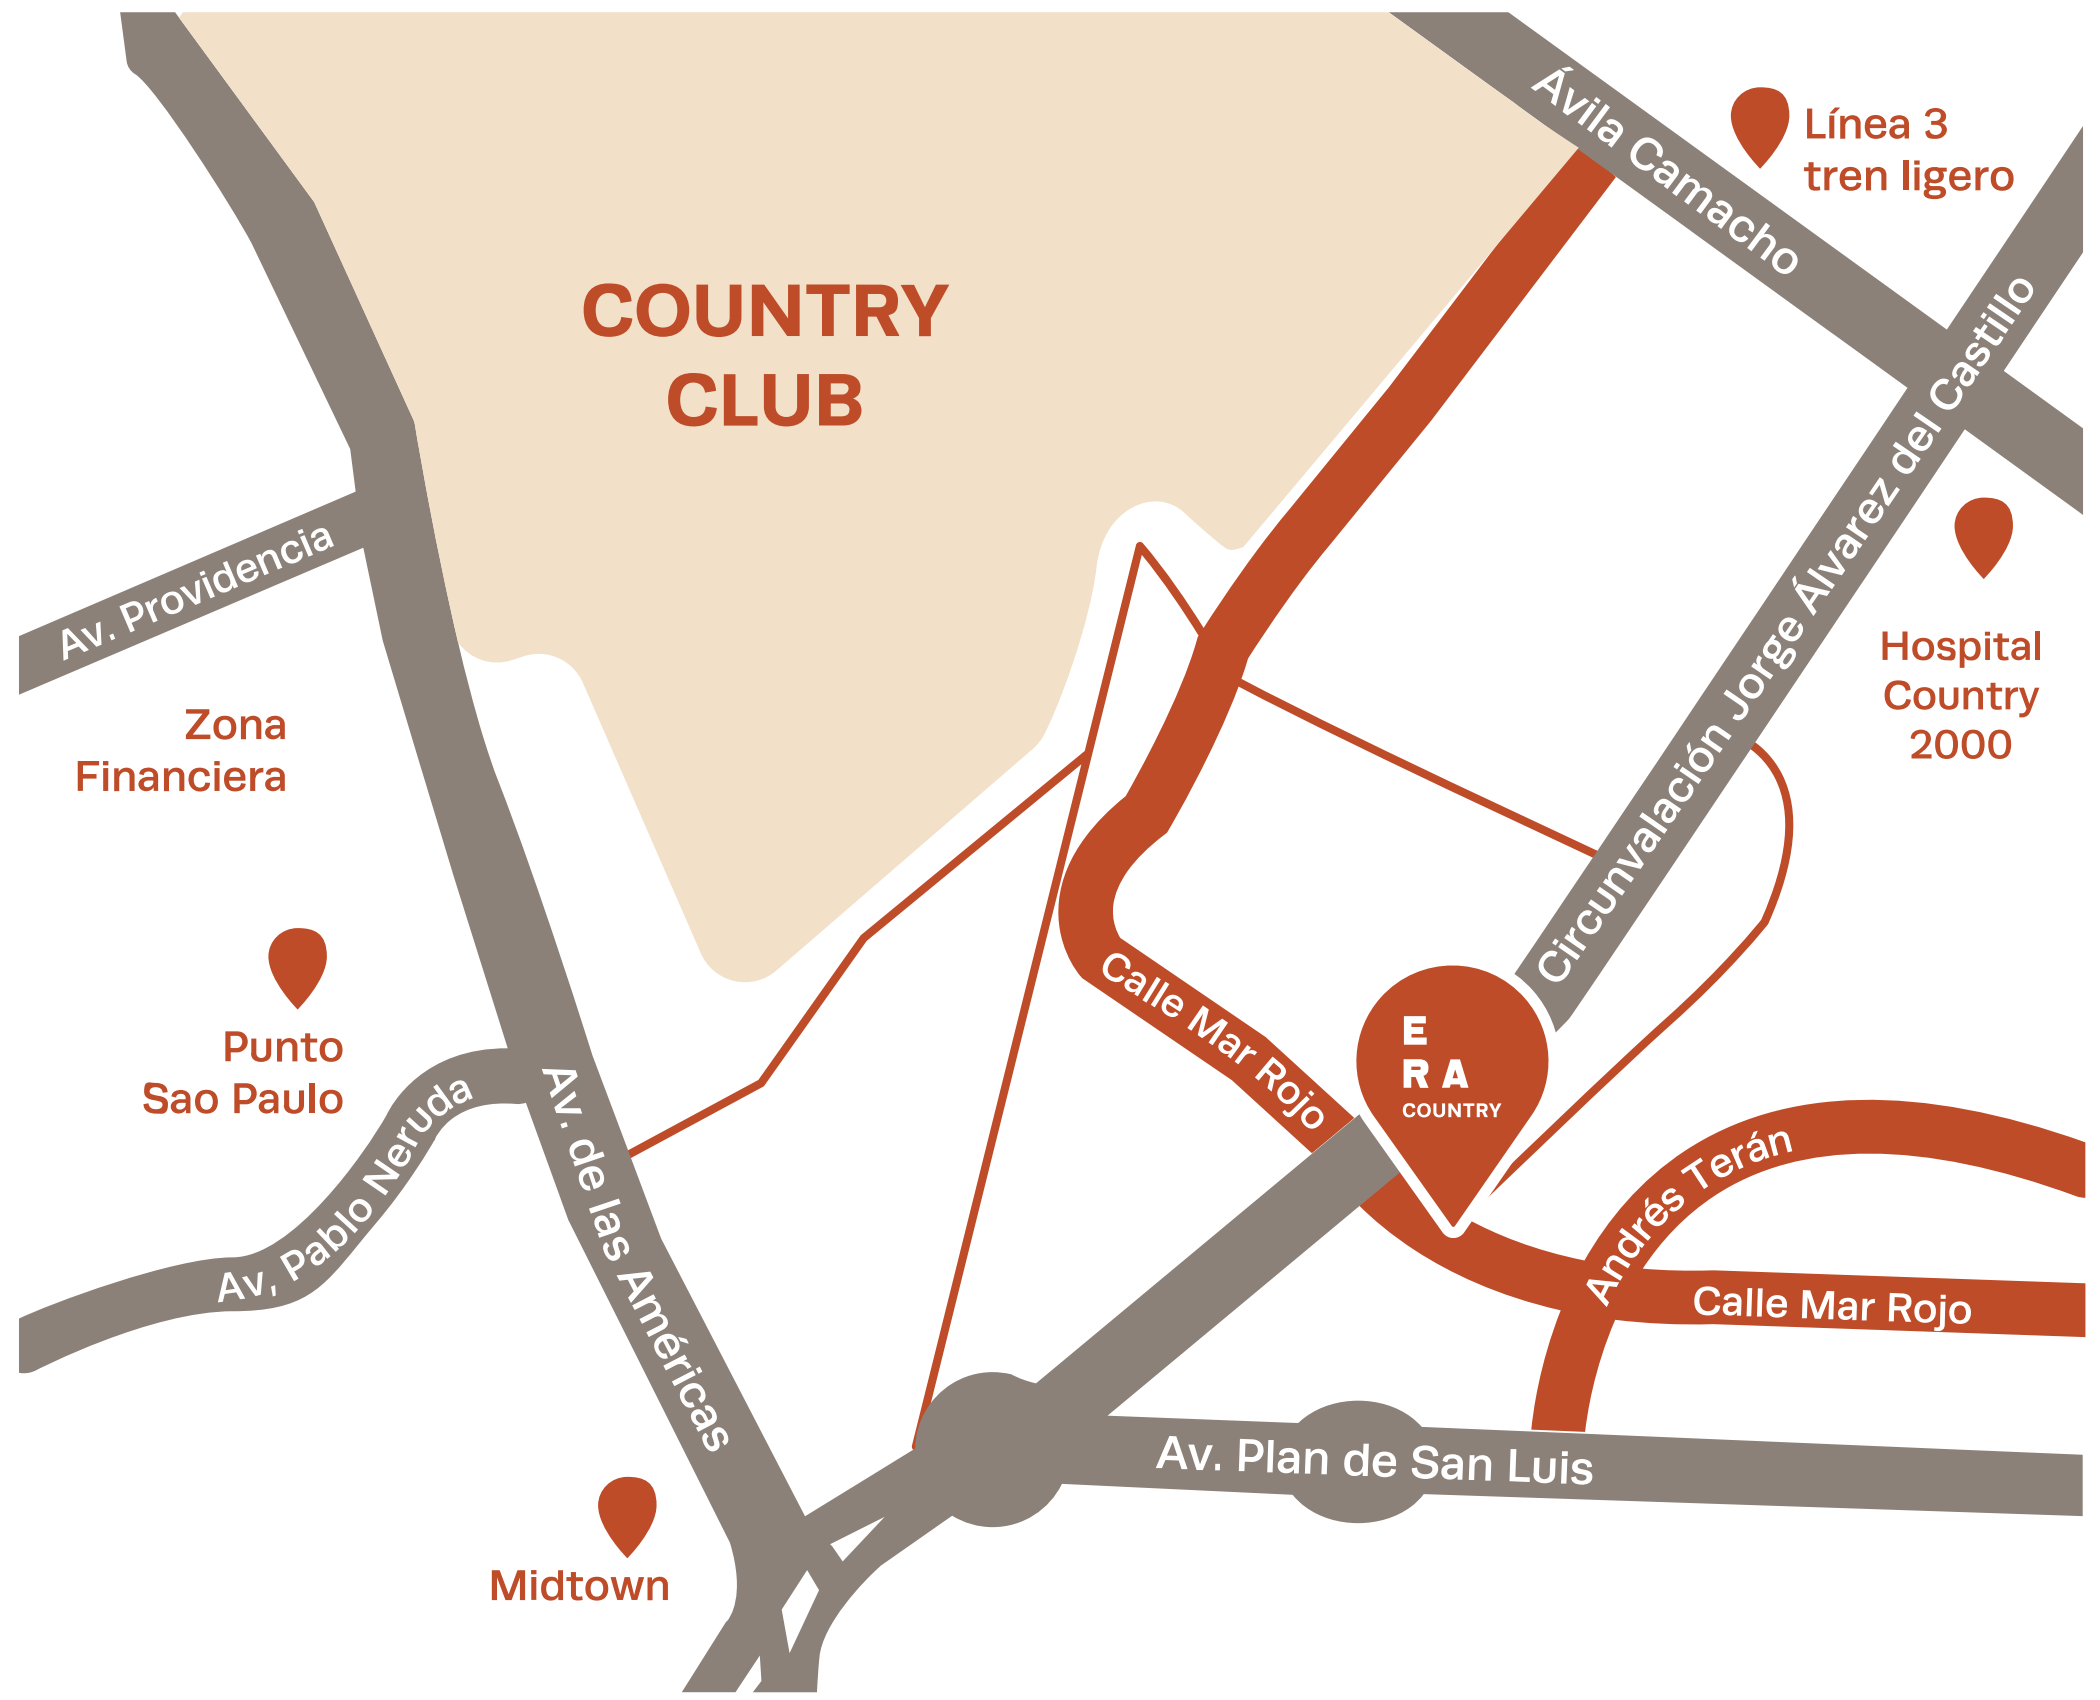 Ávila Camacho
Línea 3
tren ligero
COUNTRY
CLUB
Circunvalación Jorge Álvarez del Castillo
Av. Providencia
Hospital
Country
2000
Zona
Financiera
Punto
Sao Paulo
Calle Mar Rojo
E
R A
COUNTRY
Av, Pablo Neruda
Av. de las Américas
Andrés Terán
Calle Mar Rojo
Av. Plan de San Luis
Midtown